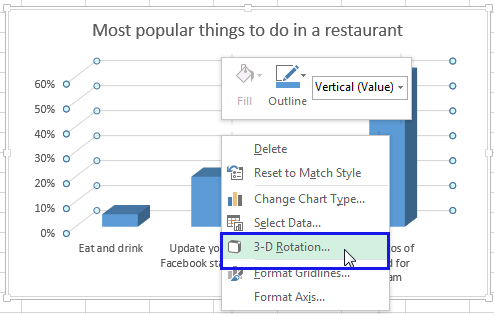 Most popular things to do in a restaurant
60%
50%
40%
30%
20%
10%
0%
Fill
Outline
Vertical (Value)
Delete
Reset to Match Style
Change Chart Type...
Select Data...
3-D Rotation...
Format Gridlines...
Format Axis...
Eat and drink
Update yo
Facebook sta
os of
d for
am